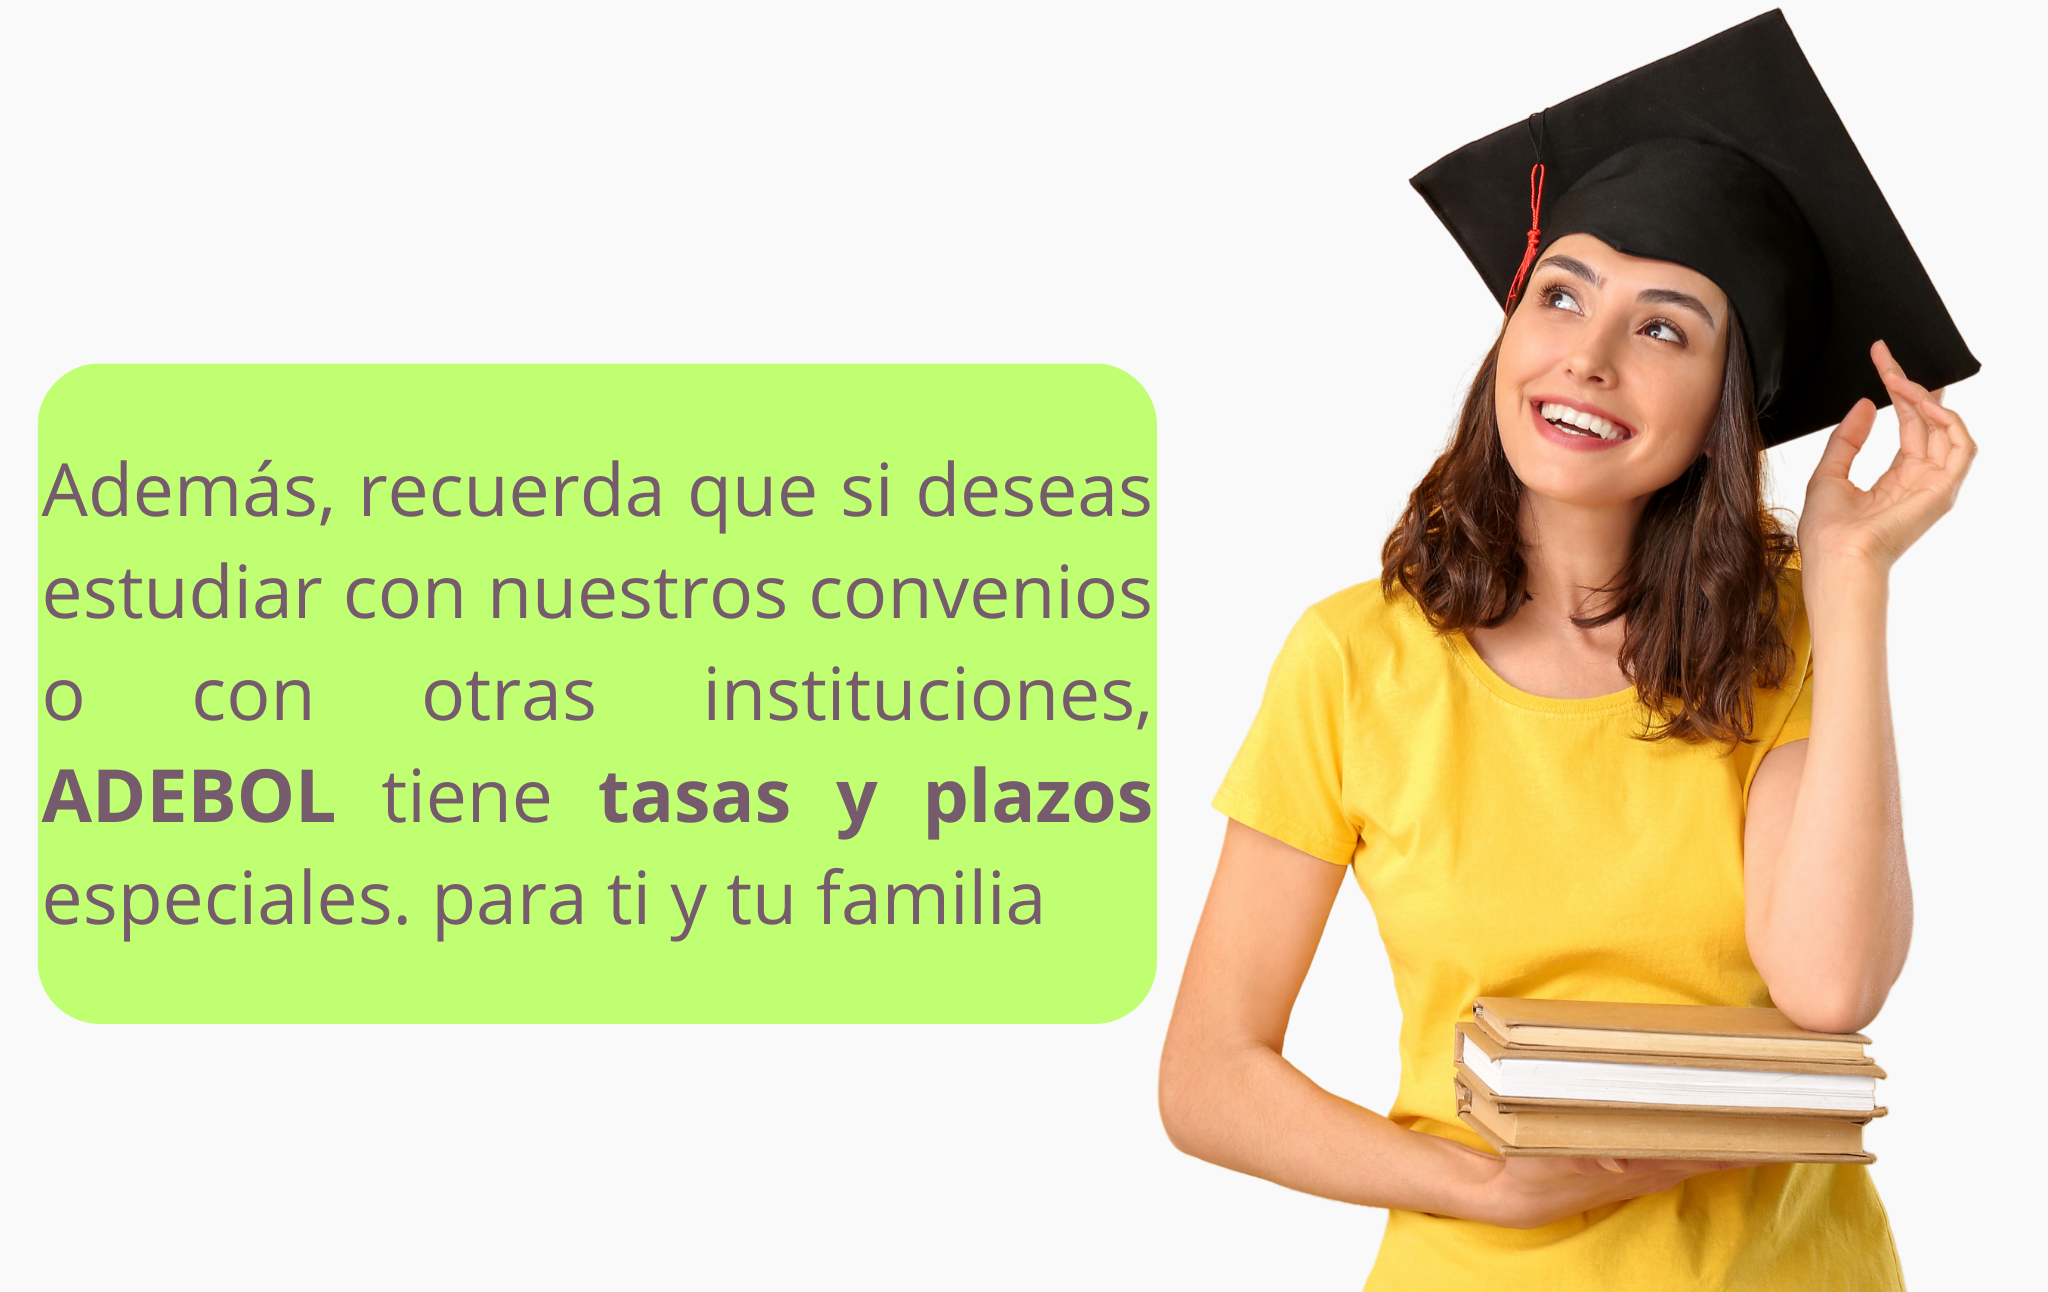 Además, recuerda que si deseas
estudiar con nuestros convenios
o con otras instituciones,
ADEBOL tiene tasas y plazos
especiales. para ti y tu familia